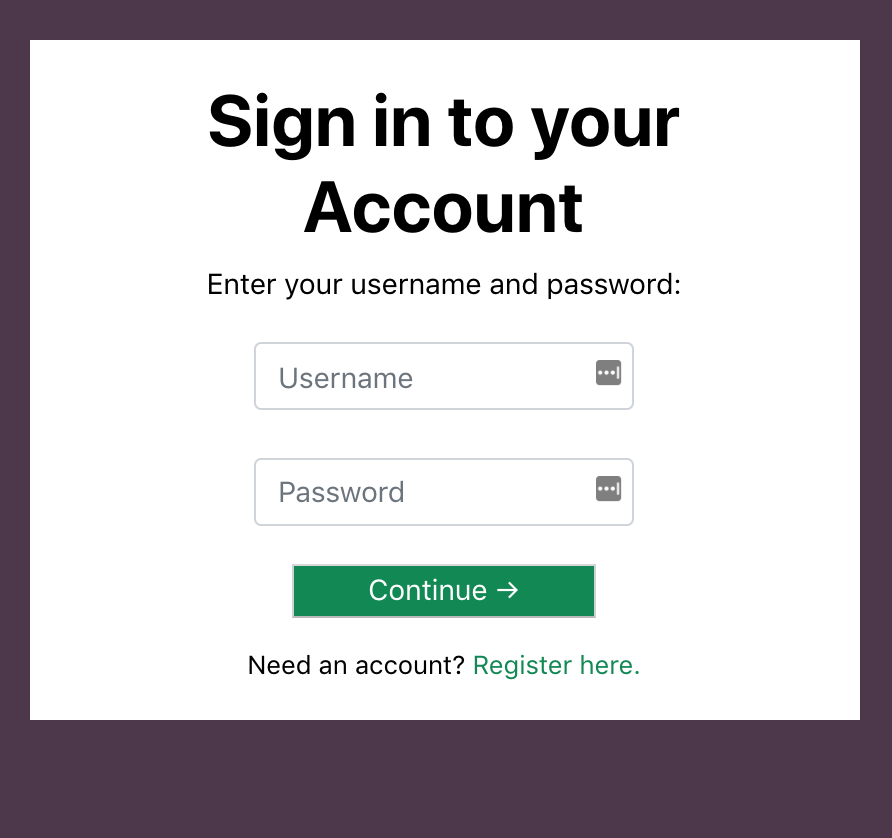 Sign in to your
Account
Enter your username and password:
Username
Password
Continue →
Need an account? Register here.